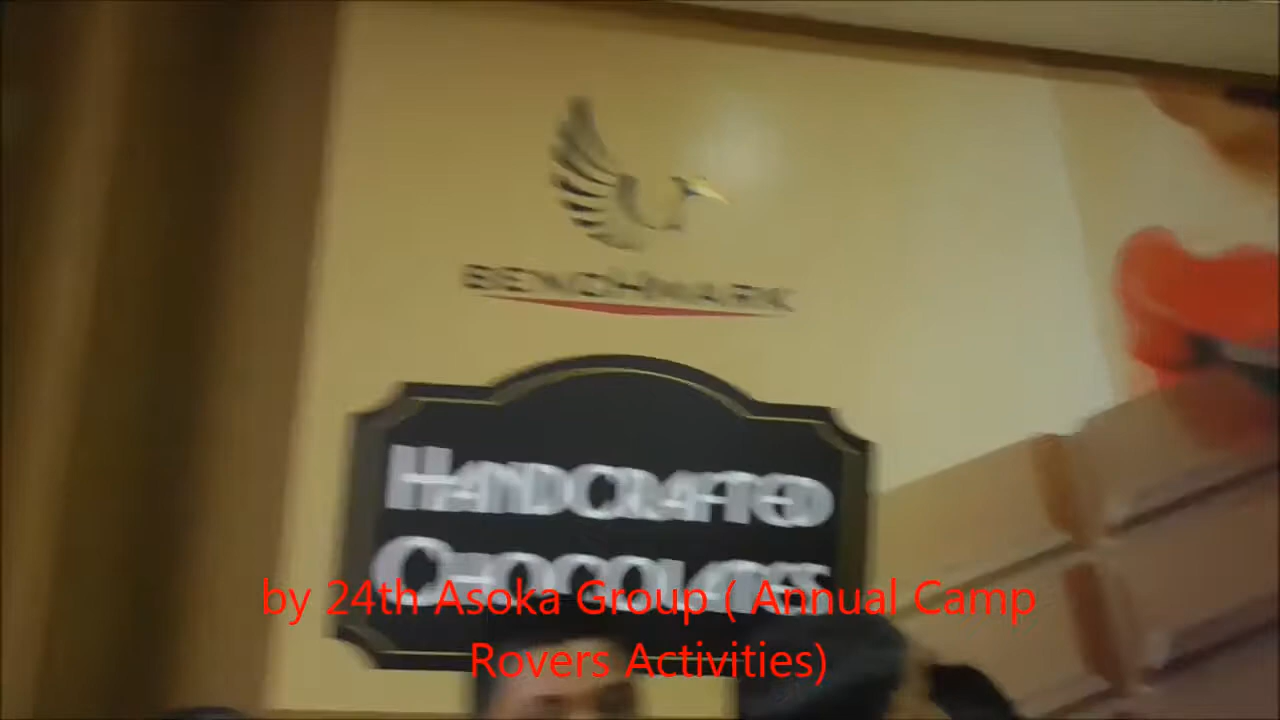 BENCHMARK
HANDCRAFTED
CHOCOLATES
by 24th Asoka Group ( Annual Camp
Rovers Activities)